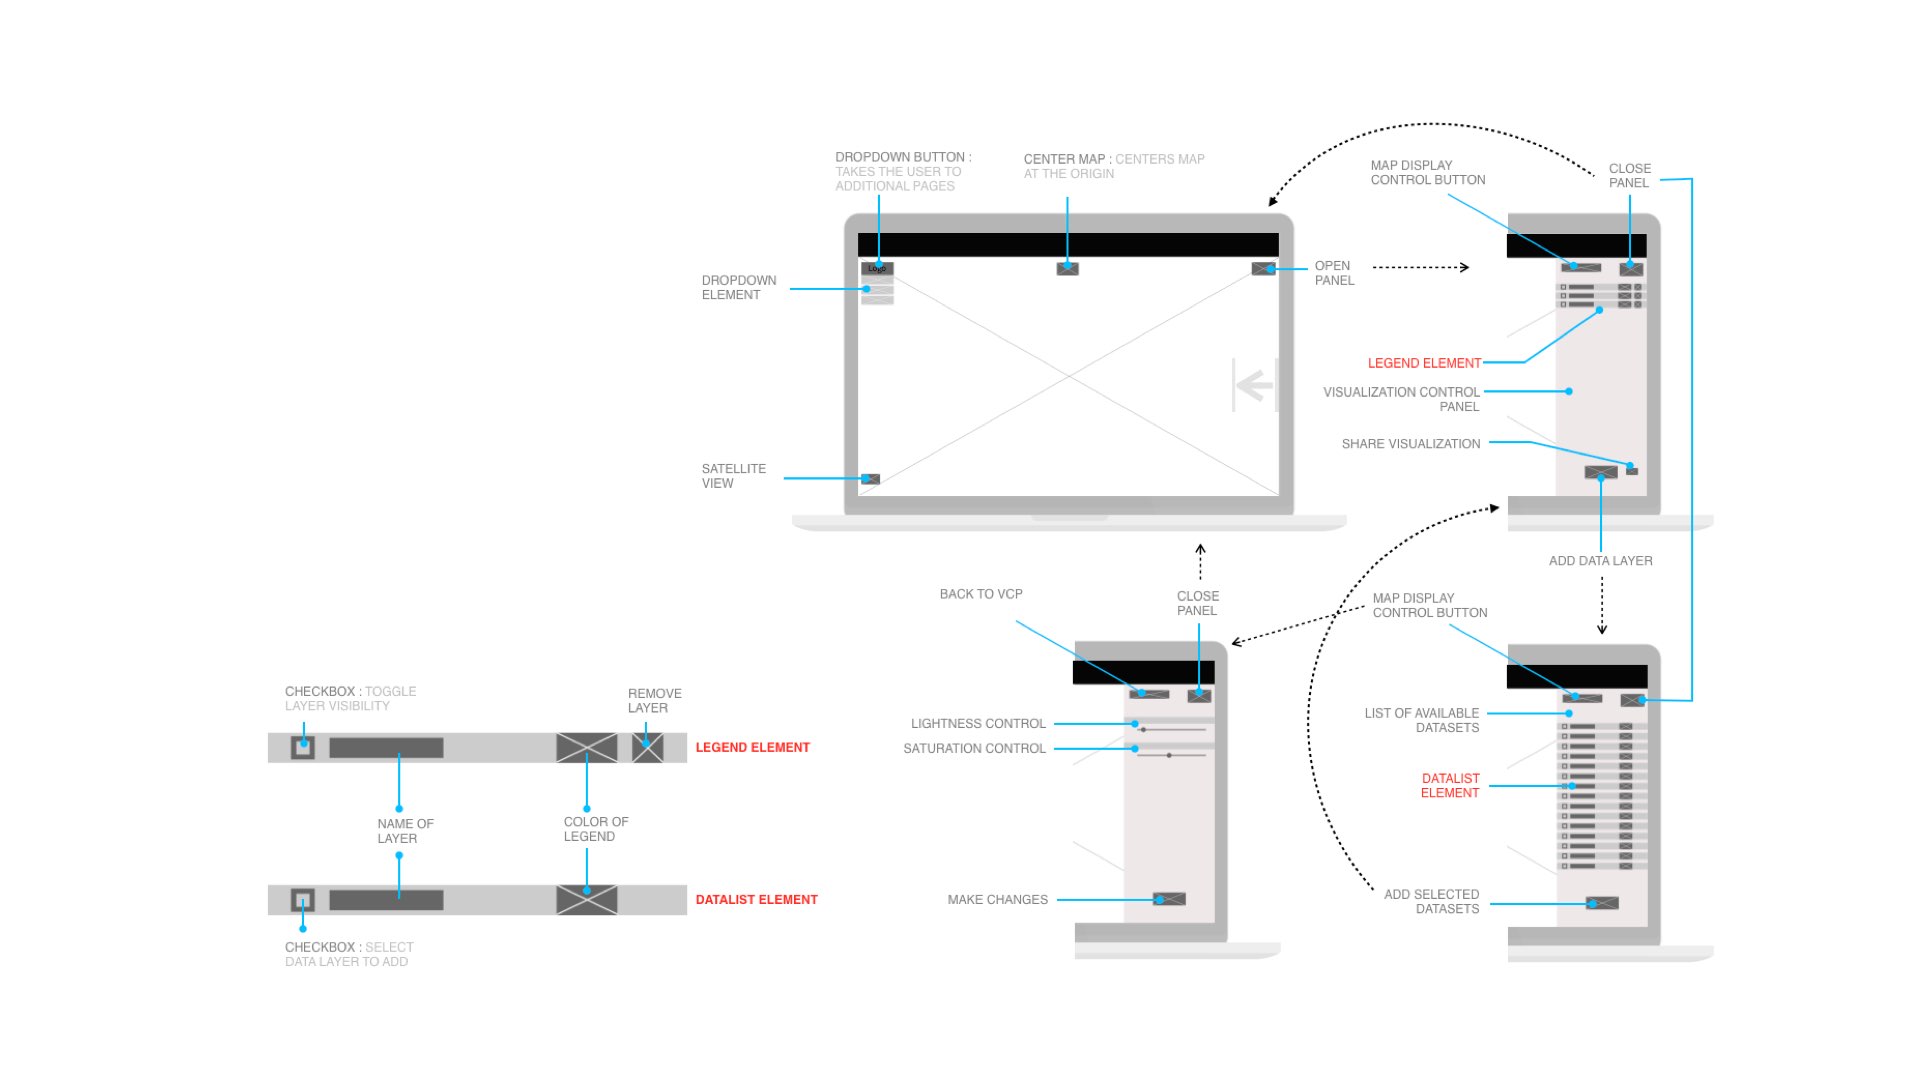 DROPDOWN BUTTON :
TAKES THE USER TO
ADDITIONAL PAGES
CENTER MAP : CENTERS MAP
AT THE ORIGIN
MAP DISPLAY
CONTROL BUTTON
CLOSE
PANEL
Logo
DROPDOWN
ELEMENT
OPEN
PANEL
LEGEND ELEMENT
VISUALIZATION CONTROL
PANEL
SHARE VISUALIZATION
SATELLITE
VIEW
ADD DATA LAYER
BACK TO VCP
CLOSE
PANEL
MAP DISPLAY
CONTROL BUTTON
LIGHTNESS CONTROL
SATURATION CONTROL
LIST OF AVAILABLE
DATASETS
DATALIST
ELEMENT
MAKE CHANGES
ADD SELECTED
DATASETS
CHECKBOX : TOGGLE
LAYER VISIBILITY
REMOVE
LAYER
LEGEND ELEMENT
NAME OF
LAYER
COLOR OF
LEGEND
DATALIST ELEMENT
CHECKBOX : SELECT
DATA LAYER TO ADD